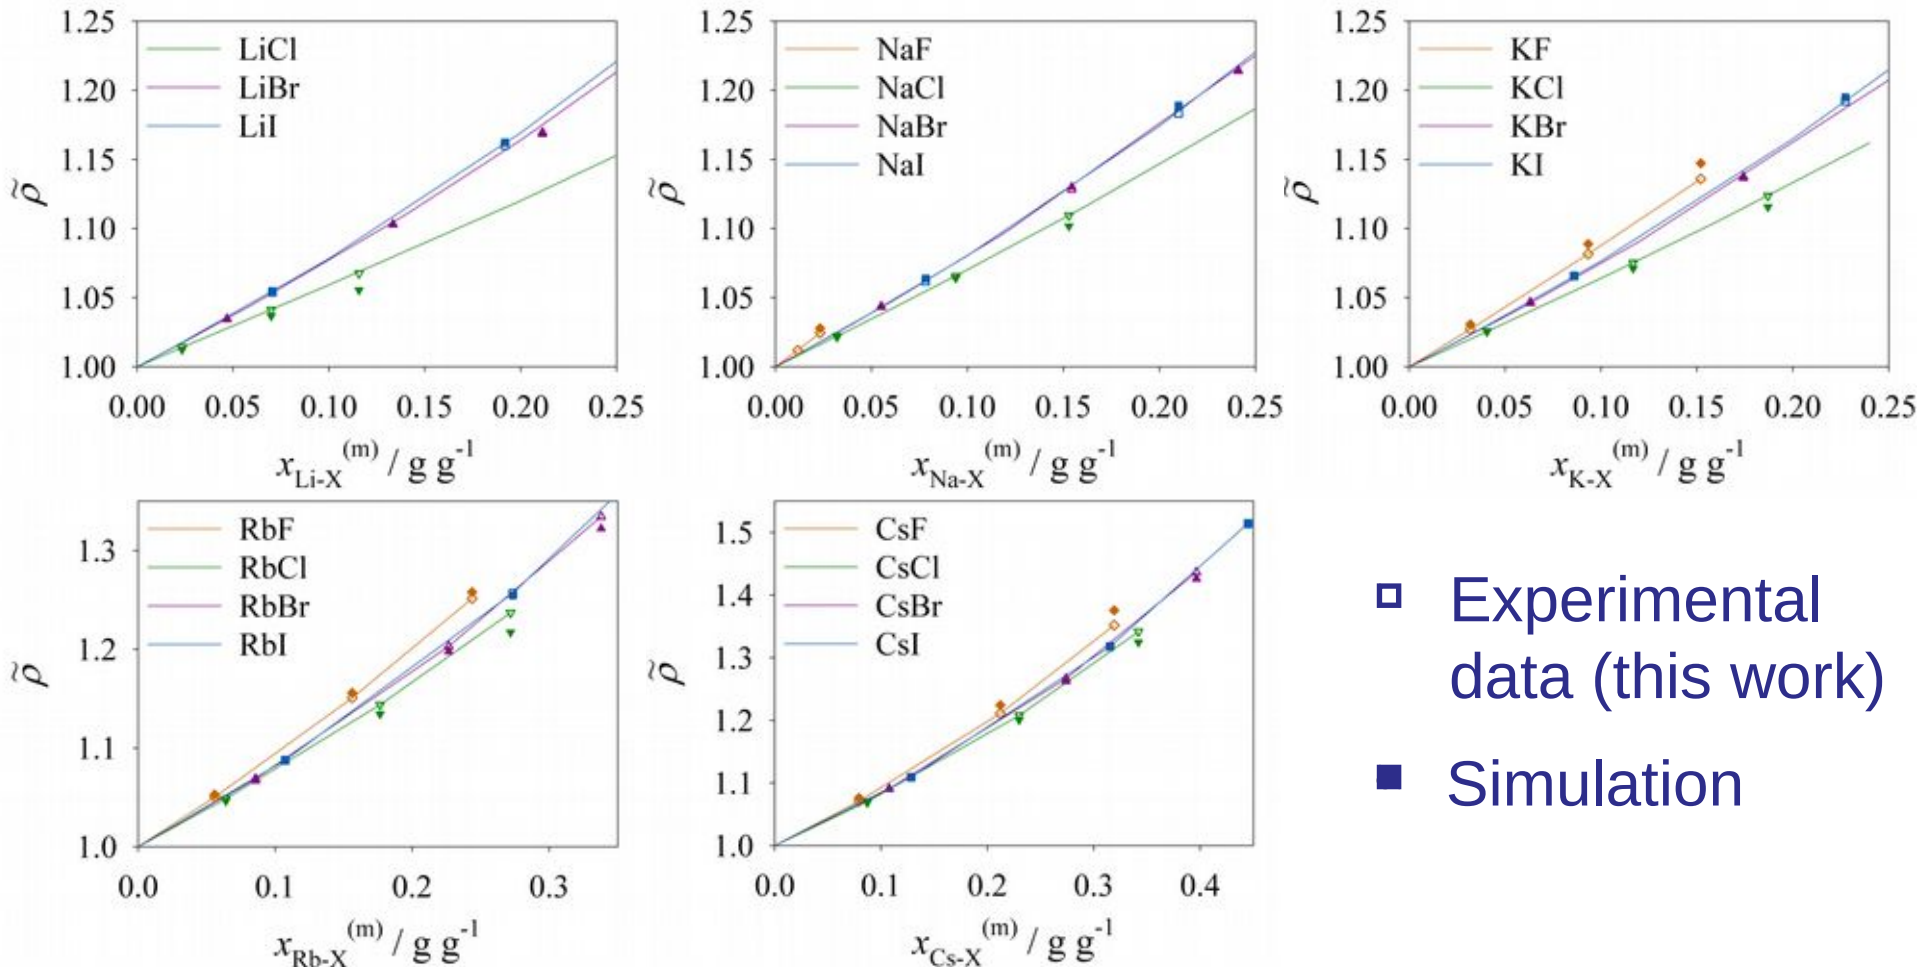 1.25
1.20
1.15
1.10
1.05
1.00
ρ̃
LiCl
LiBr
LiI
0.00 0.05 0.10 0.15 0.20 0.25
x_Li-X^(m) / g g^-1
1.25
1.20
1.15
1.10
1.05
1.00
ρ̃
NaF
NaCl
NaBr
NaI
0.00 0.05 0.10 0.15 0.20 0.25
x_Na-X^(m) / g g^-1
1.25
1.20
1.15
1.10
1.05
1.00
ρ̃
KF
KCl
KBr
KI
0.00 0.05 0.10 0.15 0.20 0.25
x_K-X^(m) / g g^-1
1.3
1.2
1.1
1.0
ρ̃
RbF
RbCl
RbBr
RbI
0.0 0.1 0.2 0.3
x_Rb-X^(m) / g g^-1
1.5
1.4
1.3
1.2
1.1
1.0
ρ̃
CsF
CsCl
CsBr
CsI
0.0 0.1 0.2 0.3 0.4
x_Cs-X^(m) / g g^-1
Experimental
data (this work)
Simulation